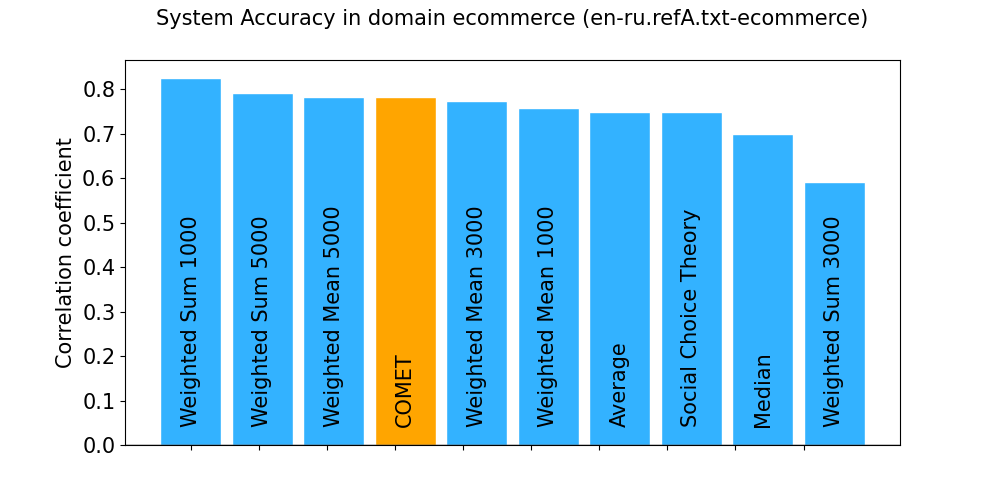 System Accuracy in domain ecommerce (en-ru.refA.txt-ecommerce)
Correlation coefficient
0.8
0.7
0.6
0.5
0.4
0.3
0.2
0.1
0.0
Weighted Sum 1000
Weighted Sum 5000
Weighted Mean 5000
COMET
Weighted Mean 3000
Weighted Mean 1000
Average
Social Choice Theory
Median
Weighted Sum 3000